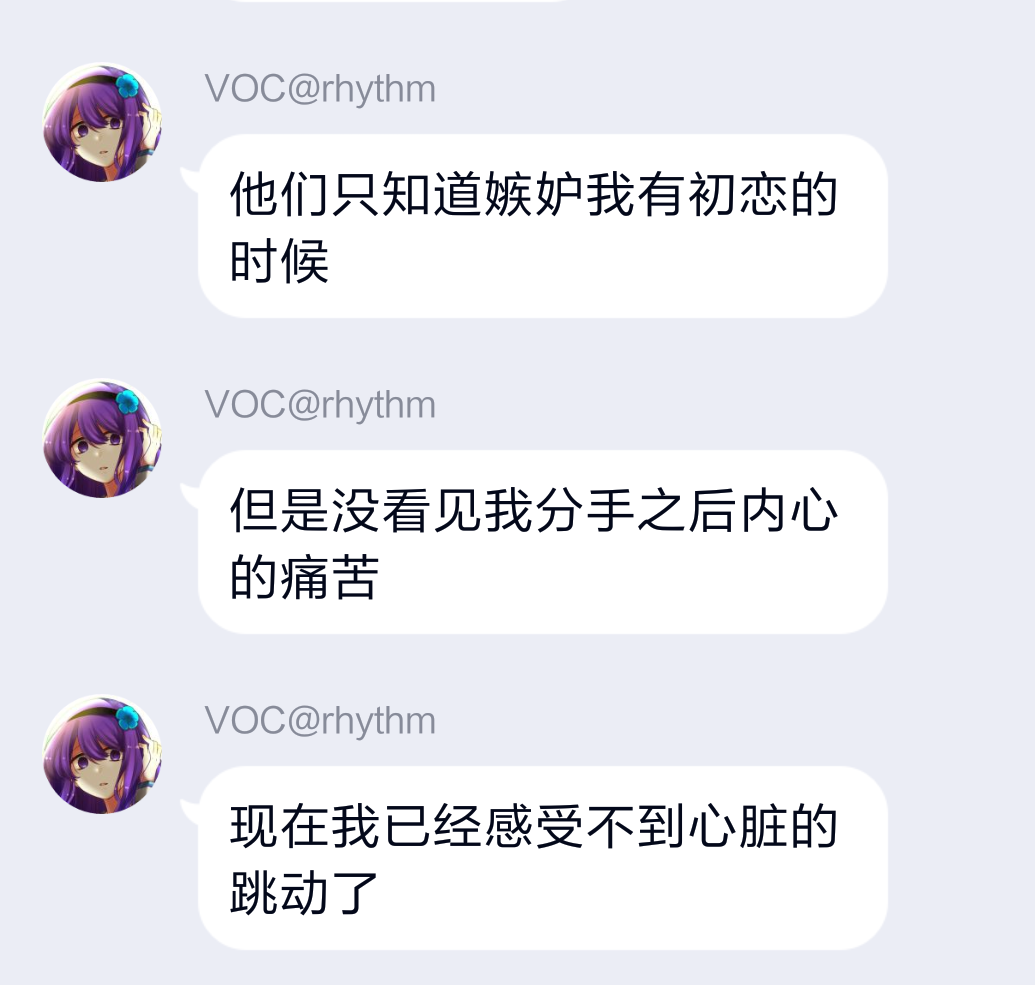 VOC@rhythm
他们只知道嫉妒我有初恋的
时候
VOC@rhythm
但是没看见我分手之后内心
的痛苦
VOC@rhythm
现在我已经感受不到心脏的
跳动了